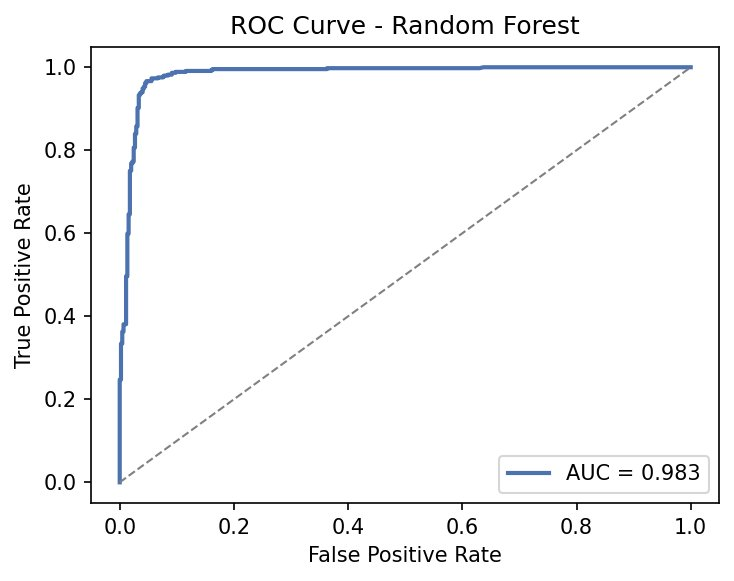 ROC Curve - Random Forest
True Positive Rate
1.0
0.8
0.6
0.4
0.2
0.0
AUC = 0.983
0.0 0.2 0.4 0.6 0.8 1.0
False Positive Rate